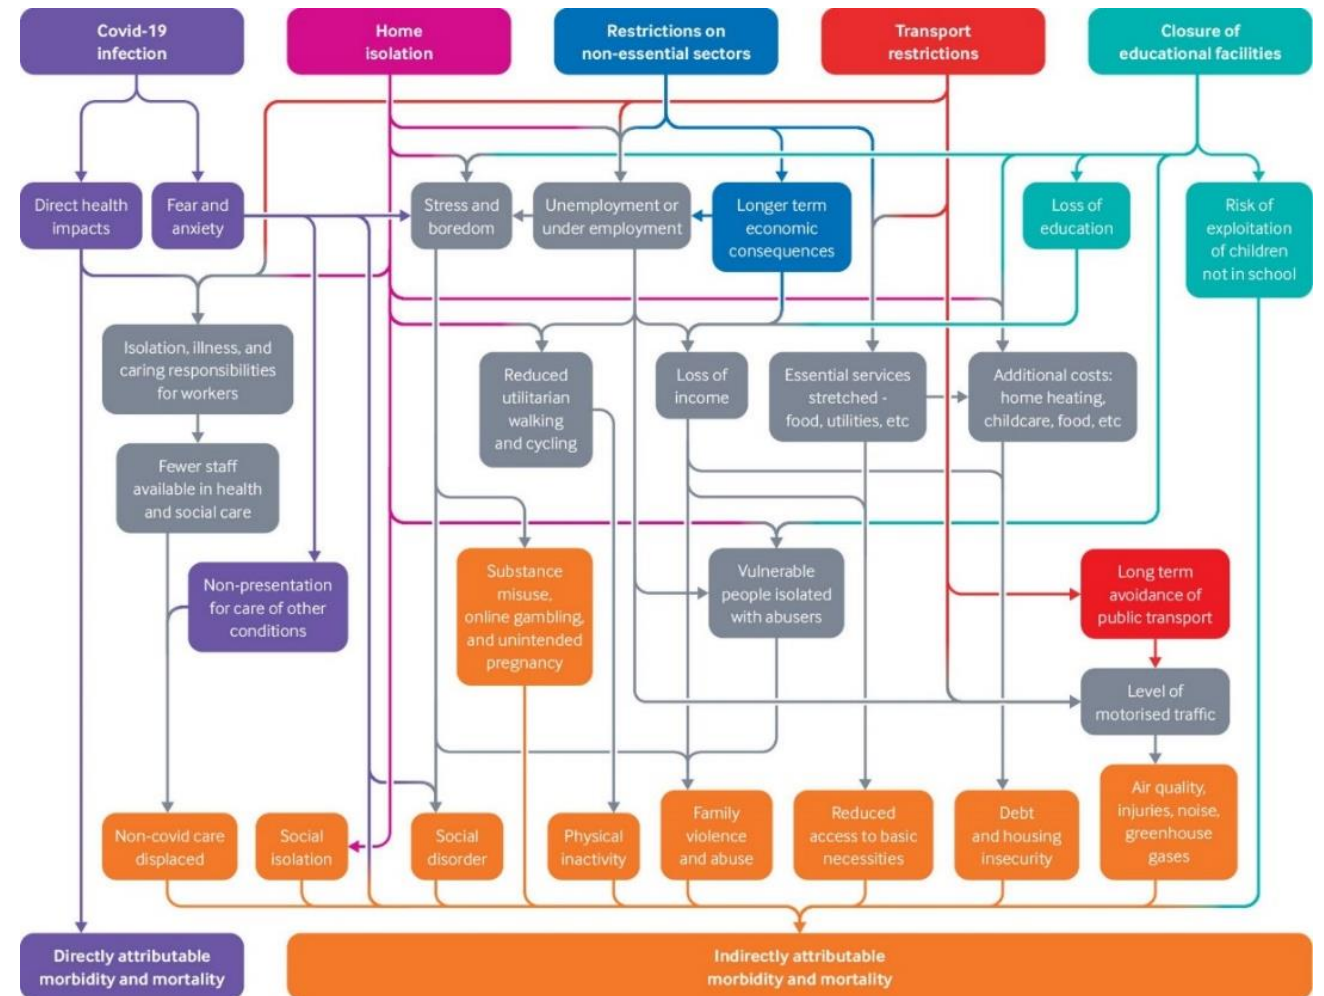 Covid-19
infection
Home
isolation
Restrictions on
non-essential sectors
Transport
restrictions
Closure of
educational facilities
Direct health
impacts
Fear and
anxiety
Stress and
boredom
Unemployment or
under employment
Longer term
economic
consequences
Loss of
education
Risk of
exploitation
of children
not in school
Isolation, illness, and
caring responsibilities
for workers
Reduced
utilitarian
walking
and cycling
Loss of
income
Essential services
stretched -
food, utilities, etc
Additional costs:
home heating,
childcare, food, etc
Fewer staff
available in health
and social care
Non-presentation
for care of other
conditions
Substance
misuse,
online gambling,
and unintended
pregnancy
Vulnerable
people isolated
with abusers
Long term
avoidance of
public transport
Level of
motorised traffic
Non-covid care
displaced
Social
isolation
Social
disorder
Physical
inactivity
Family
violence
and abuse
Reduced
access to basic
necessities
Debt
and housing
insecurity
Air quality,
injuries, noise,
greenhouse
gases
Directly attributable
morbidity and mortality
Indirectly attributable
morbidity and mortality